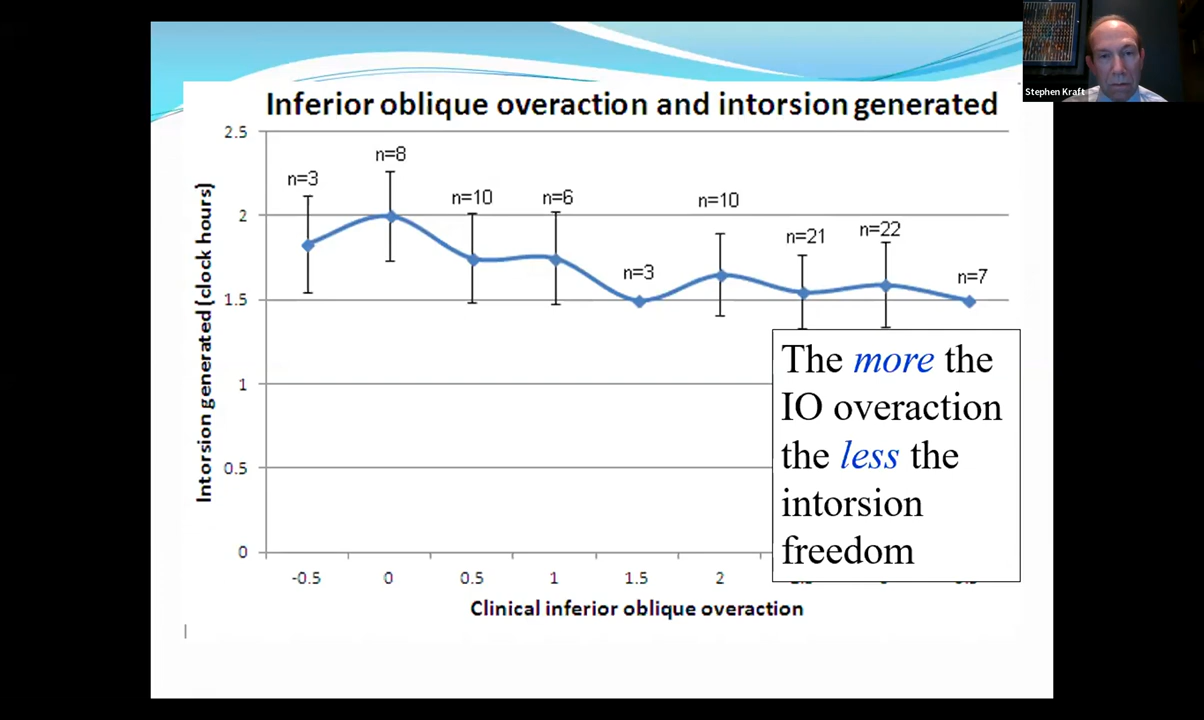 Stephen Kraft
Inferior oblique overaction and intorsion generated
2.5
2
1.5
1
0.5
0
Intorsion generated (clock hours)
n=3
n=8
n=10
n=6
n=3
n=10
n=21
n=22
n=7
The more the
IO overaction
the less the
intorsion
freedom
-0.5
0
0.5
1
1.5
2
Clinical inferior oblique overaction